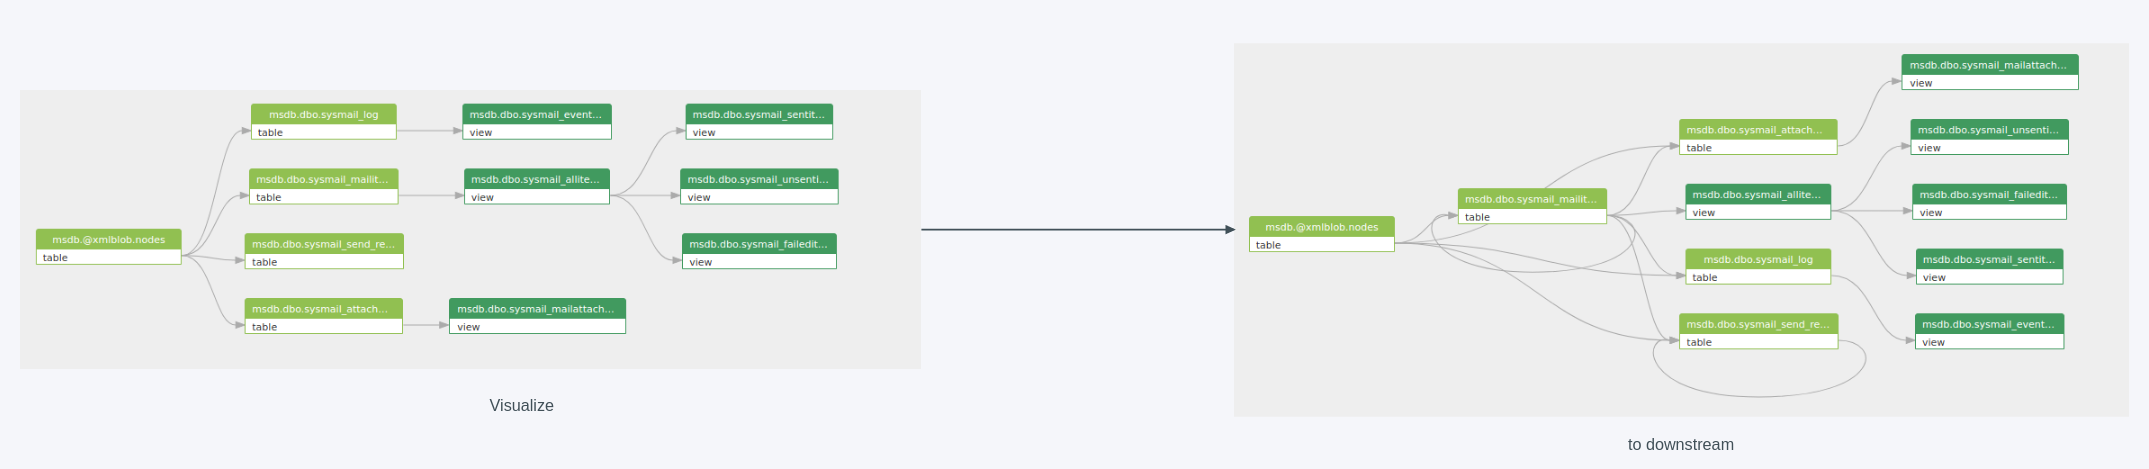 msdb.dbo.sysmail_log
table
msdb.dbo.sysmail_event...
view
msdb.dbo.sysmail_sentit...
view
msdb.dbo.sysmail_mailit...
table
msdb.dbo.sysmail_allite...
view
msdb.dbo.sysmail_unsenti...
view
msdb.@xmlblob.nodes
table
msdb.dbo.sysmail_send_re...
table
msdb.dbo.sysmail_failedit...
view
msdb.dbo.sysmail_attach...
table
msdb.dbo.sysmail_mailattach...
view
Visualize
msdb.dbo.sysmail_mailattach...
view
msdb.dbo.sysmail_attach...
table
msdb.dbo.sysmail_unsenti...
view
msdb.dbo.sysmail_mailit...
table
msdb.dbo.sysmail_allite...
view
msdb.dbo.sysmail_failedit...
view
msdb.@xmlblob.nodes
table
msdb.dbo.sysmail_log
table
msdb.dbo.sysmail_sentit...
view
msdb.dbo.sysmail_send_re...
table
msdb.dbo.sysmail_event...
view
to downstream